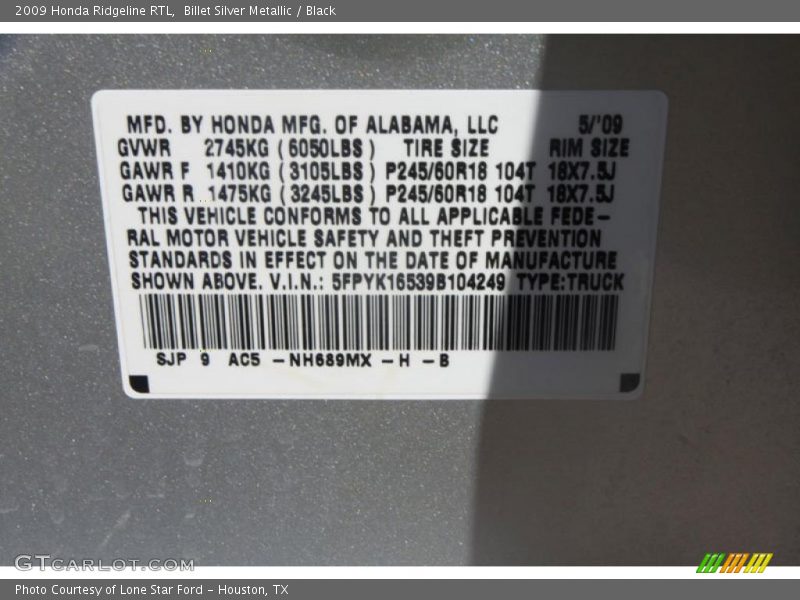 2009 Honda Ridgeline RTL, Billet Silver Metallic / Black
MFD. BY HONDA MFG. OF ALABAMA, LLC 5/'09
GVWR 2745KG (6050LBS) TIRE SIZE RIM SIZE
GAWR F 1410KG (3105LBS) P245/60R18 104T 18X7.5J
GAWR R 1475KG (3245LBS) P245/60R18 104T 18X7.5J
THIS VEHICLE CONFORMS TO ALL APPLICABLE FEDE-
RAL MOTOR VEHICLE SAFETY AND THEFT PREVENTION
STANDARDS IN EFFECT ON THE DATE OF MANUFACTURE
SHOWN ABOVE. V.I.N.: 5FPYK16539B104249 TYPE:TRUCK
SJP 9 AC5 -NH689MX -H -B
GTCARLOT.COM
Photo Courtesy of Lone Star Ford - Houston, TX